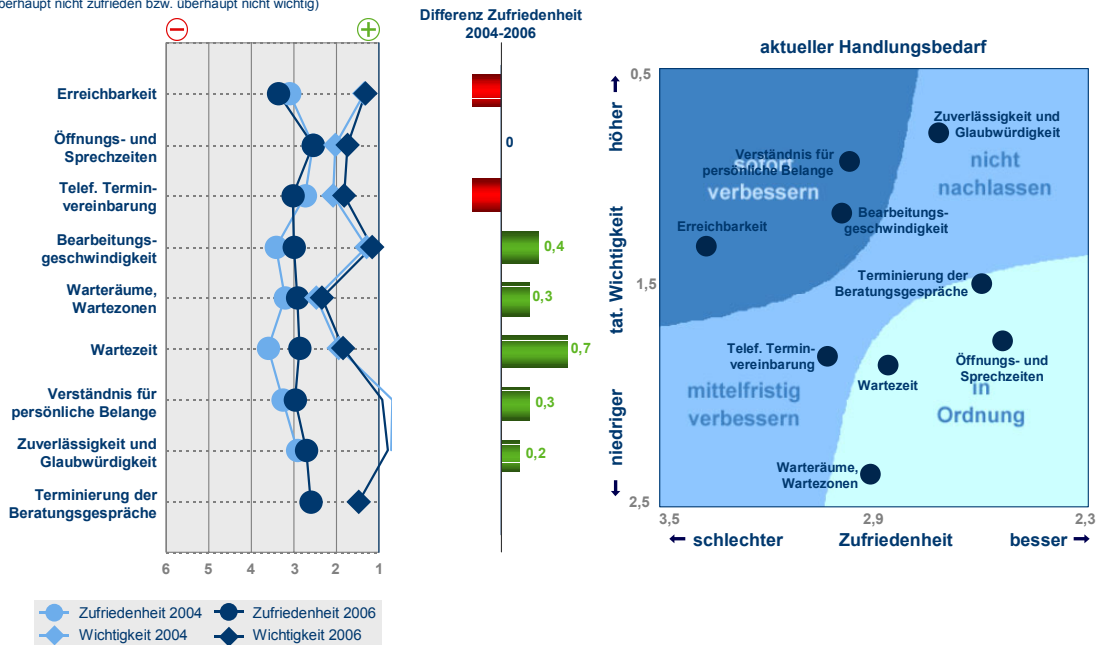 überhaupt nicht zufrieden bzw. überhaupt nicht wichtig)
Erreichbarkeit
Öffnungs- und
Sprechzeiten
Telef. Termin-
vereinbarung
Bearbeitungs-
geschwindigkeit
Warteräume,
Wartezonen
Wartezeit
Verständnis für
persönliche Belange
Zuverlässigkeit und
Glaubwürdigkeit
Terminierung der
Beratungsgespräche
6 5 4 3 2 1
Zufriedenheit 2004
Zufriedenheit 2006
Wichtigkeit 2004
Wichtigkeit 2006
Differenz Zufriedenheit
2004-2006
0
0,4
0,3
0,7
0,3
0,2
aktueller Handlungsbedarf
0,5
1,5
2,5
höher
tat. Wichtigkeit
niedriger
Zuverlässigkeit und
Glaubwürdigkeit
nicht
nachlassen
Verständnis für
persönliche Belange
sofort
verbessern
Bearbeitungs-
geschwindigkeit
Erreichbarkeit
Terminierung der
Beratungsgespräche
Telef. Termin-
vereinbarung
Wartezeit
Öffnungs- und
Sprechzeiten
mittelfristig
verbessern
in
Ordnung
Warteräume,
Wartezonen
3,5 2,9 2,3
schlechter Zufriedenheit besser